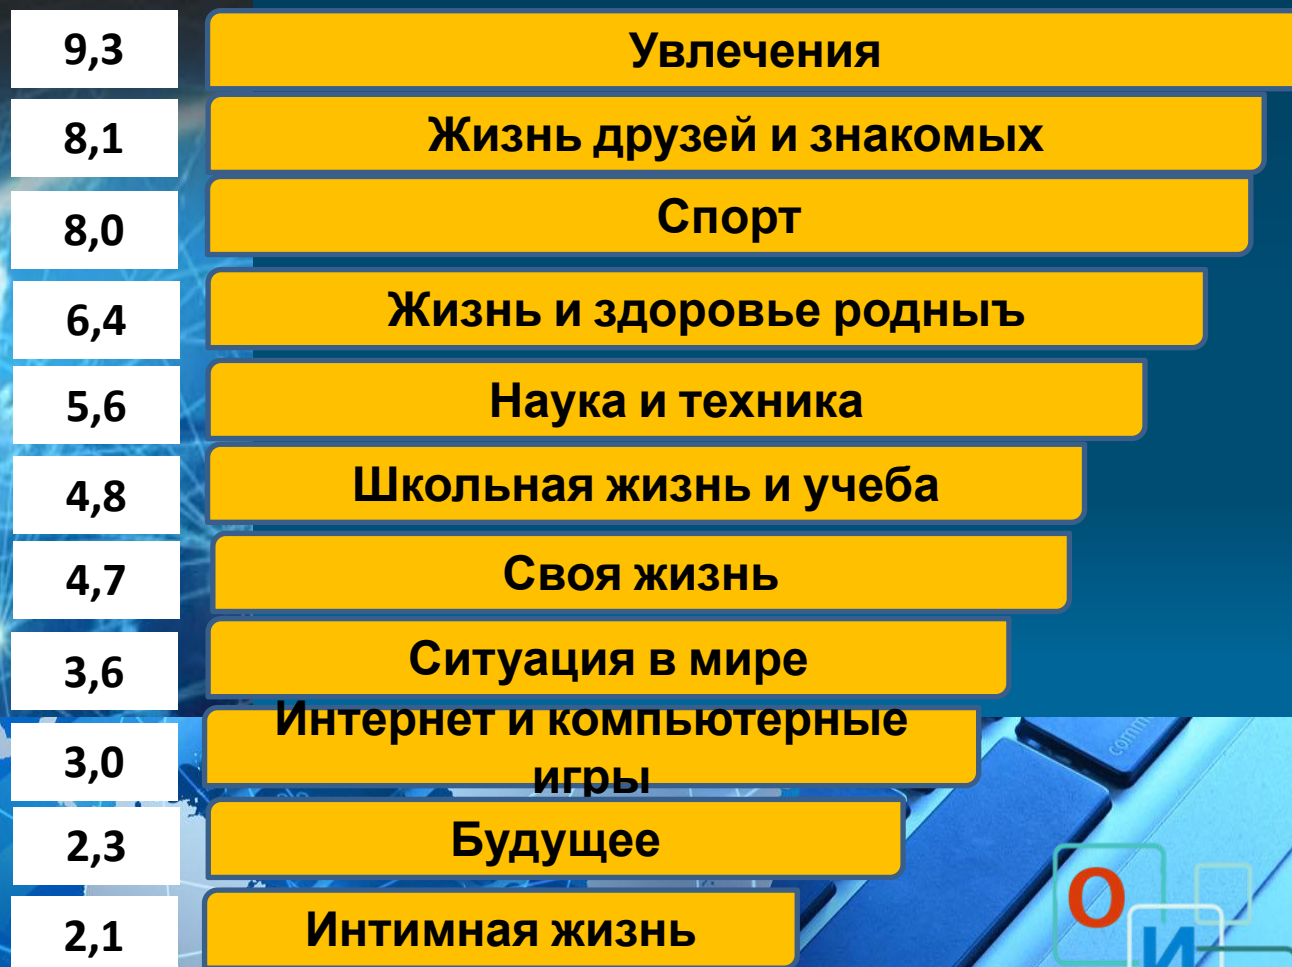 9,3 Увлечения
8,1 Жизнь друзей и знакомых
8,0 Спорт
6,4 Жизнь и здоровье родныъ
5,6 Наука и техника
4,8 Школьная жизнь и учеба
4,7 Своя жизнь
3,6 Ситуация в мире
3,0 Интернет и компьютерные
игры
2,3 Будущее
2,1 Интимная жизнь
О
И